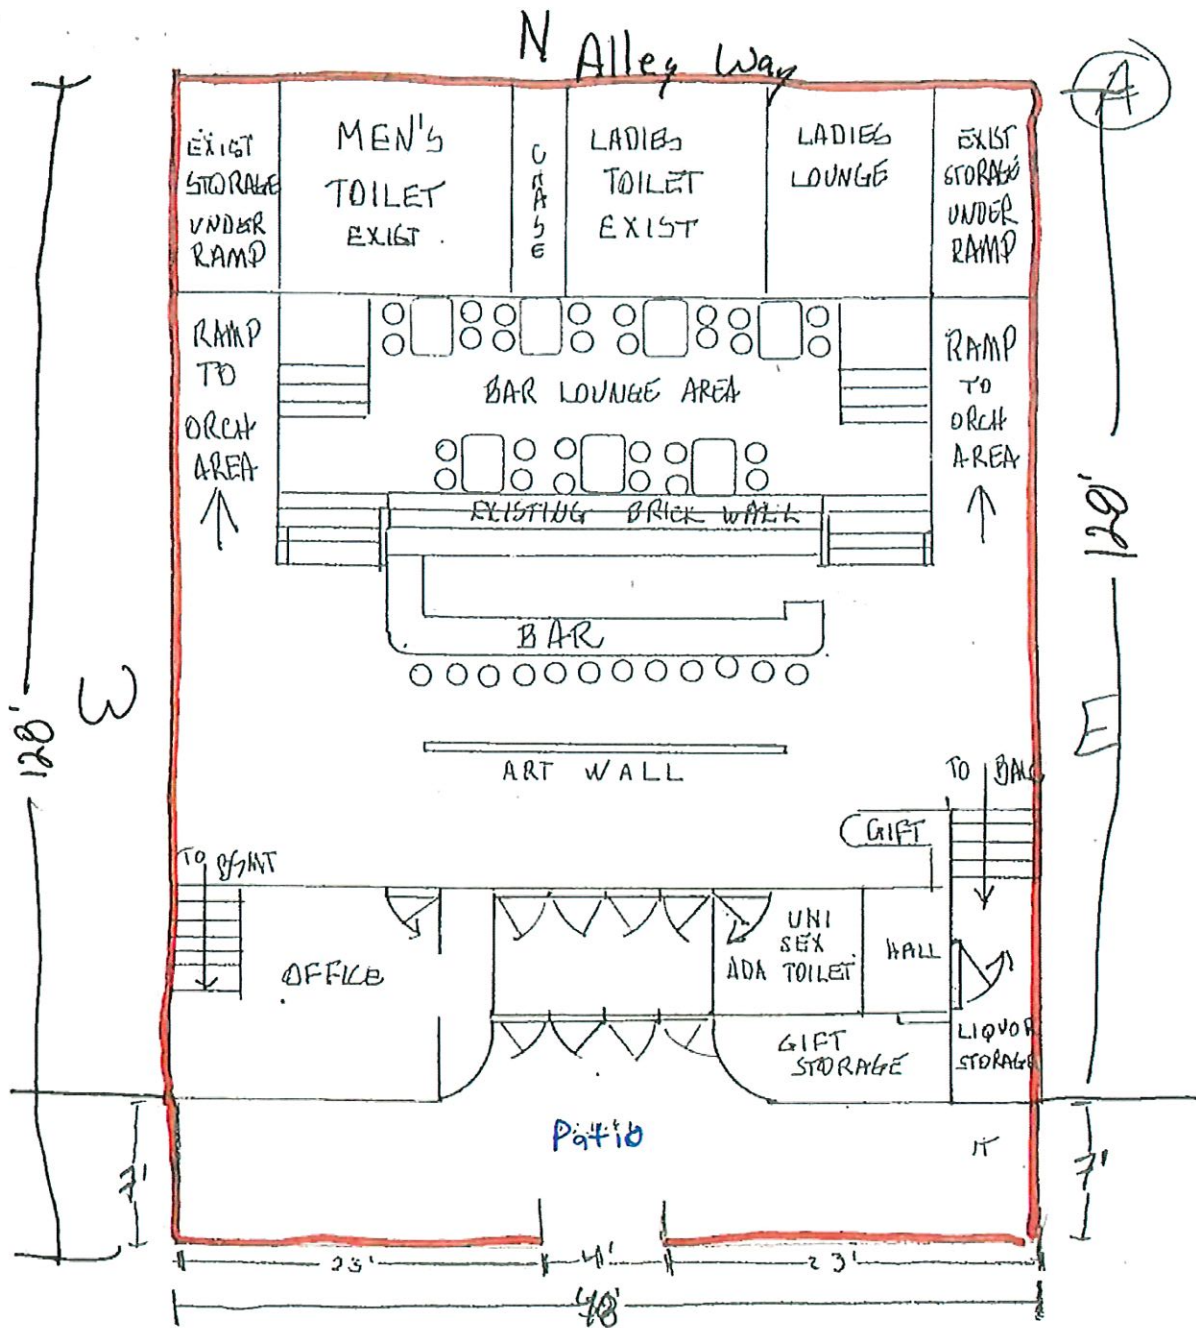 N
Alley Way
A
EXIST
STORAGE
UNDER
RAMP
MEN'S
TOILET
EXIST
CHASE
LADIES
TOILET
EXIST
LADIES
LOUNGE
EXIST
STORAGE
UNDER
RAMP
RAMP
TO
ORCH
AREA
BAR LOUNGE AREA
RAMP
TO
ORCH
AREA
EXISTING BRICK WALL
BAR
ART WALL
128'
W
128'
E
TO BALC
GIFT
TO BSMT
OFFICE
UNI
SEX
ADA TOILET
HALL
GIFT
STORAGE
LIQUOR
STORAGE
Patio
7'
7'
23'
4'
23'